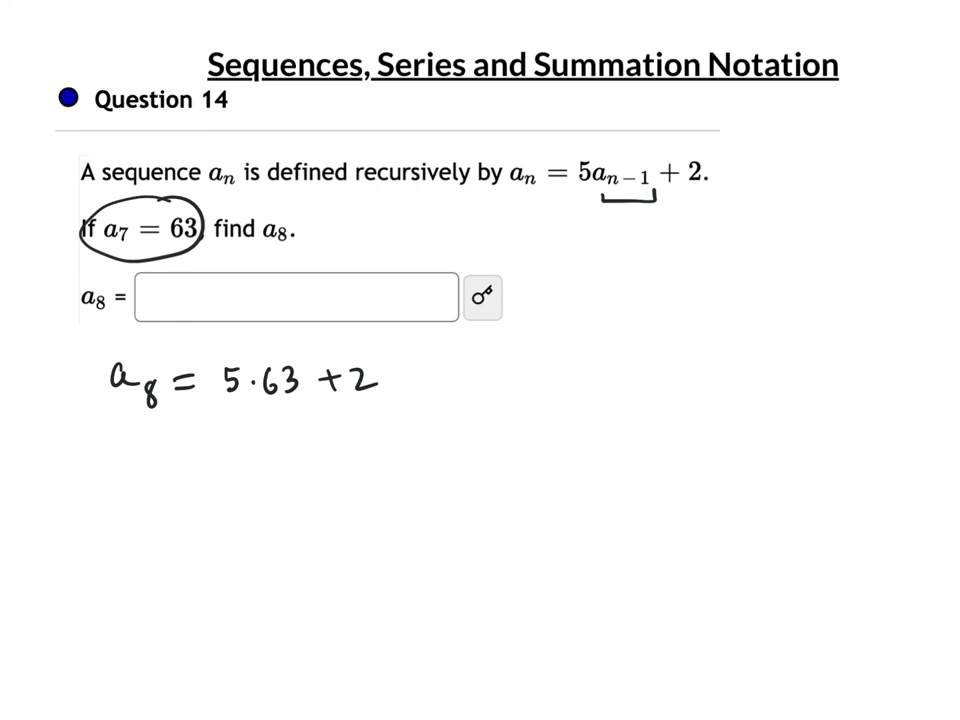 Sequences, Series and Summation Notation
Question 14
A sequence aₙ is defined recursively by aₙ = 5aₙ₋₁ + 2.
If a₇ = 63, find a₈.
a₈ =
a₈ = 5·63 + 2